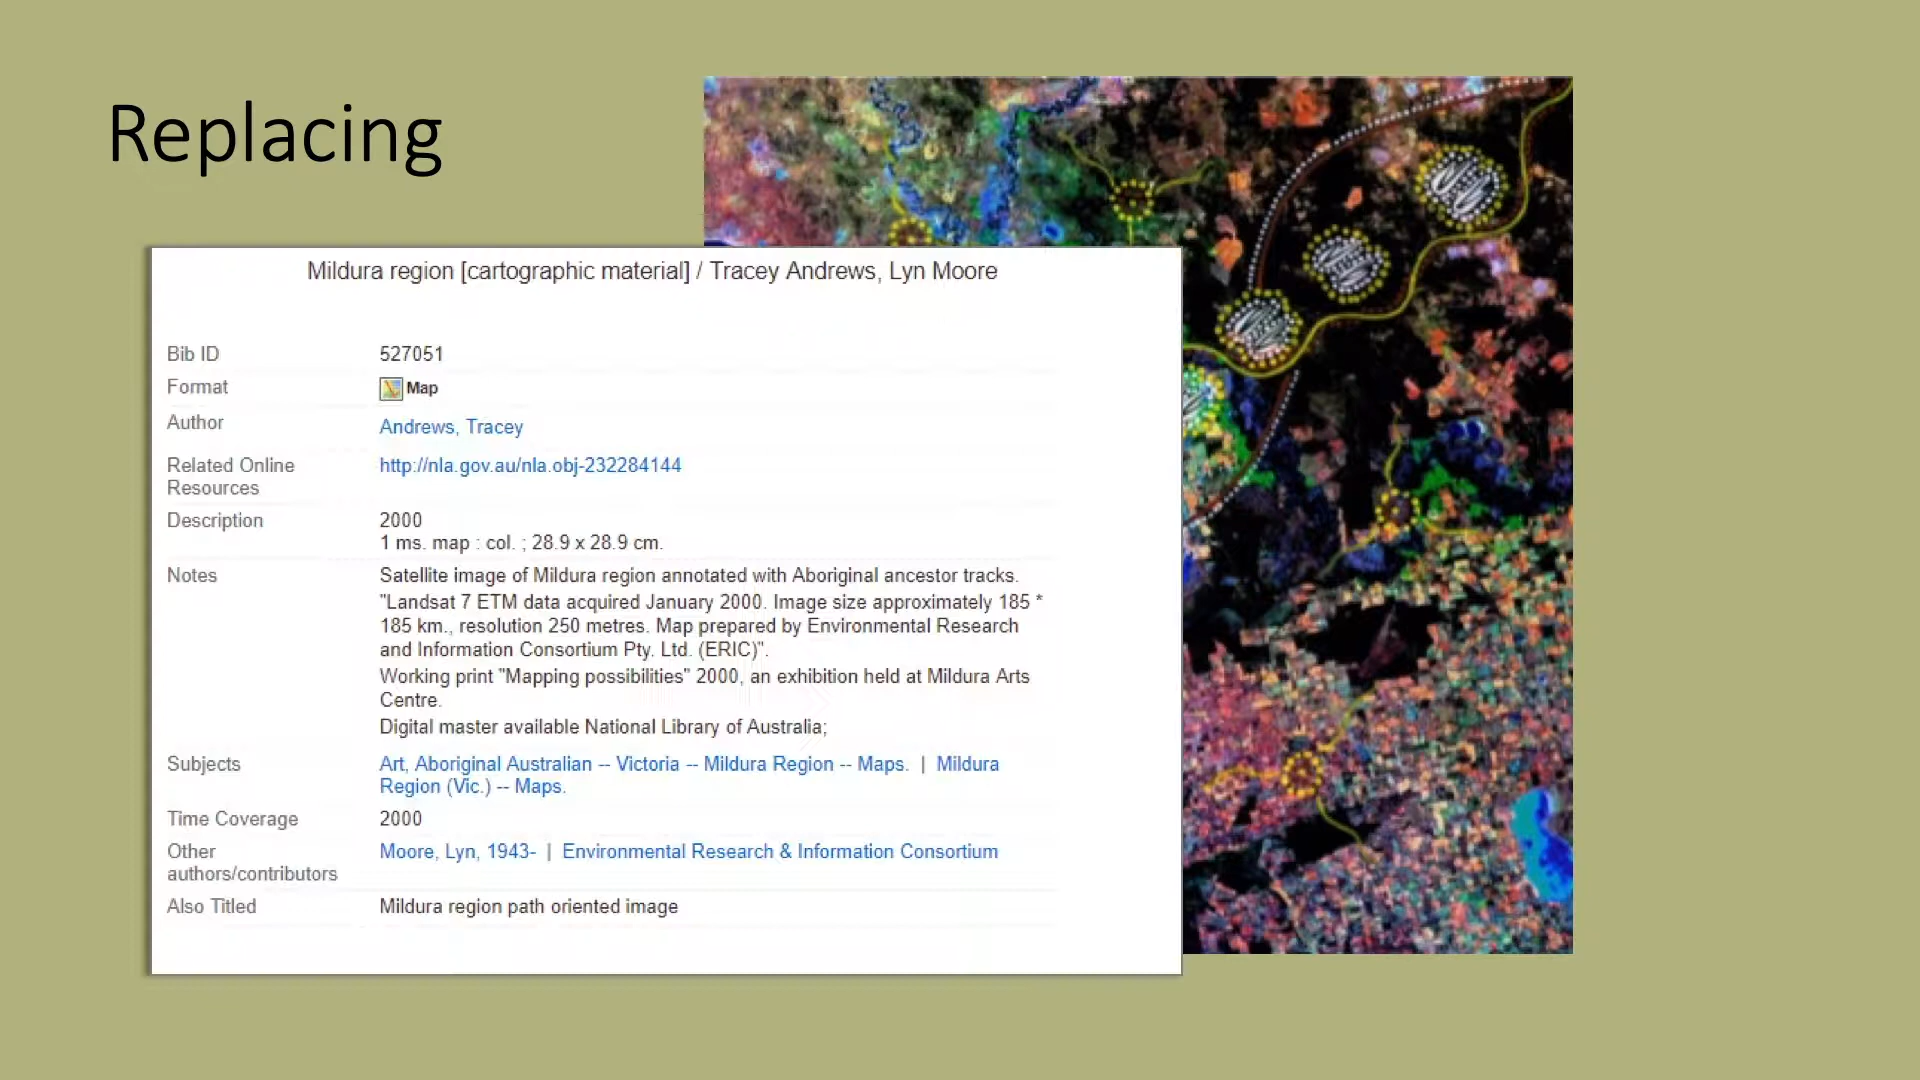 Replacing
Mildura region [cartographic material] / Tracey Andrews, Lyn Moore
Bib ID 527051
Format Map
Author Andrews, Tracey
Related Online Resources http://nla.gov.au/nla.obj-232284144
Description 2000
1 ms. map : col. ; 28.9 x 28.9 cm.
Notes Satellite image of Mildura region annotated with Aboriginal ancestor tracks.
"Landsat 7 ETM data acquired January 2000. Image size approximately 185 *
185 km., resolution 250 metres. Map prepared by Environmental Research
and Information Consortium Pty. Ltd. (ERIC)".
Working print "Mapping possibilities" 2000, an exhibition held at Mildura Arts
Centre.
Digital master available National Library of Australia;
Subjects Art, Aboriginal Australian -- Victoria -- Mildura Region -- Maps. | Mildura
Region (Vic.) -- Maps.
Time Coverage 2000
Other authors/contributors Moore, Lyn, 1943- | Environmental Research & Information Consortium
Also Titled Mildura region path oriented image